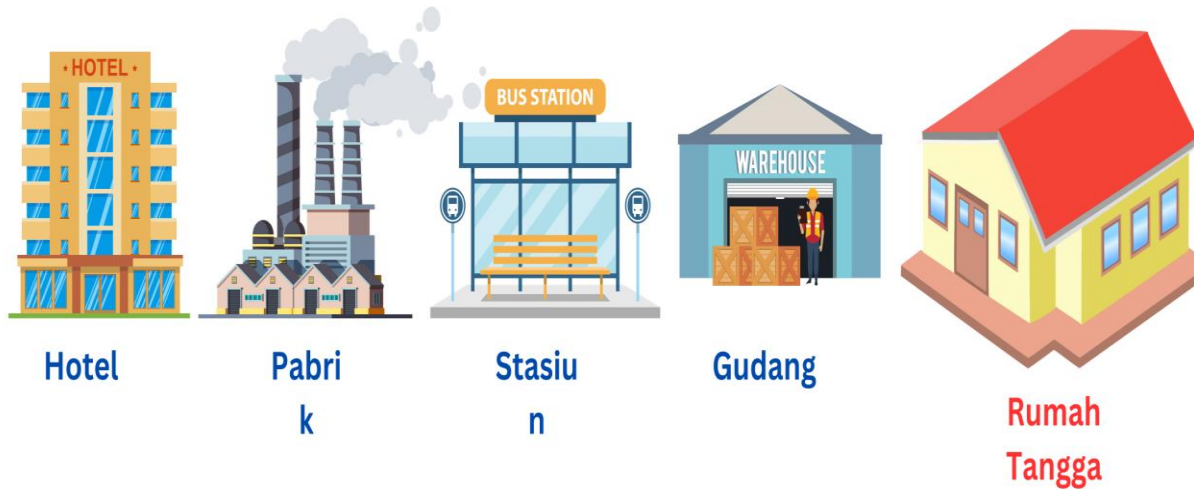 HOTEL
BUS STATION
WAREHOUSE
Hotel
Pabri
k
Stasiu
n
Gudang
Rumah
Tangga